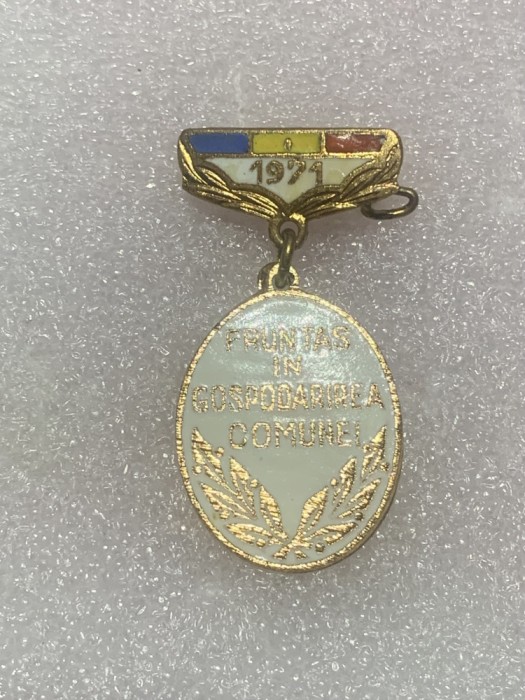 1971
FRUNTAS
IN
GOSPODARIREA
COMUNEI